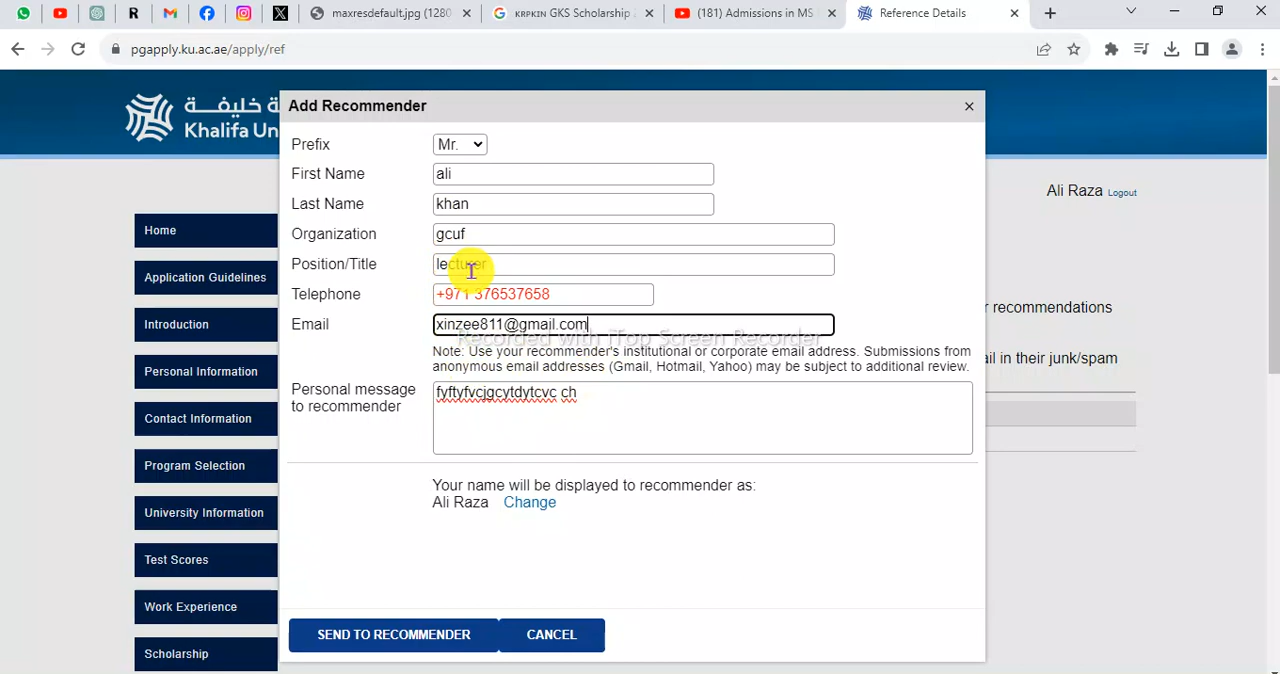 maxresdefault.jpg (1280
ᴋʀᴘᴋɪɴ GKS Scholarship
(181) Admissions in MS
Reference Details
pgapply.ku.ac.ae/apply/ref
جامعة خليفة
Khalifa Un
Add Recommender
Prefix Mr.
First Name ali
Last Name khan
Organization gcuf
Position/Title lecturer
Telephone +971 376537658
Email xinzee811@gmail.com
Recorded with iTop Screen Recorder
Note: Use your recommender's institutional or corporate email address. Submissions from
anonymous email addresses (Gmail, Hotmail, Yahoo) may be subject to additional review.
Personal message
to recommender
fyftyfvcjgcytdytcvc ch
Your name will be displayed to recommender as:
Ali Raza Change
SEND TO RECOMMENDER CANCEL
Ali Raza Logout
Home
Application Guidelines
Introduction
Personal Information
Contact Information
Program Selection
University Information
Test Scores
Work Experience
Scholarship
r recommendations
ail in their junk/spam